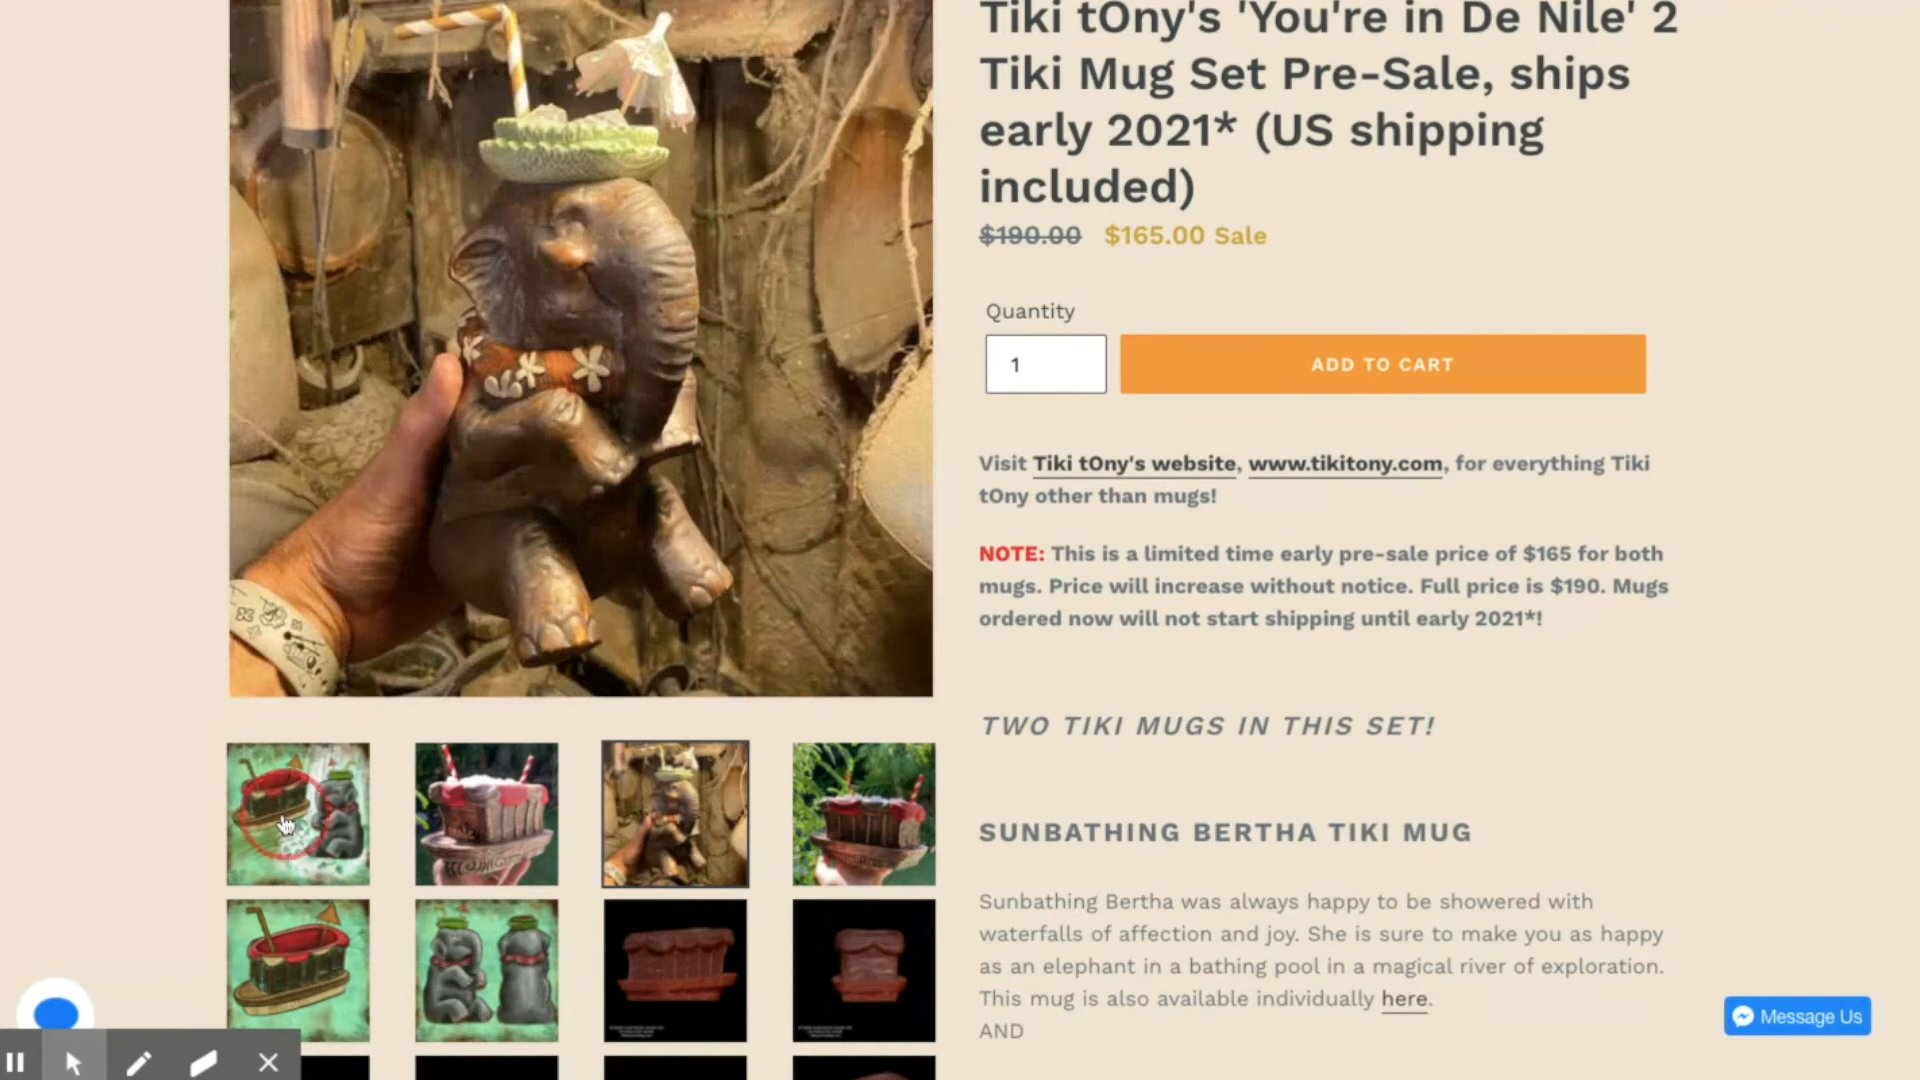 Tiki tOny's 'You're in De Nile' 2
Tiki Mug Set Pre-Sale, ships
early 2021* (US shipping
included)
$190.00 $165.00 Sale
Quantity
1
ADD TO CART
Visit Tiki tOny's website, www.tikitony.com, for everything Tiki
tOny other than mugs!
NOTE: This is a limited time early pre-sale price of $165 for both
mugs. Price will increase without notice. Full price is $190. Mugs
ordered now will not start shipping until early 2021*!
TWO TIKI MUGS IN THIS SET!
SUNBATHING BERTHA TIKI MUG
Sunbathing Bertha was always happy to be showered with
waterfalls of affection and joy. She is sure to make you as happy
as an elephant in a bathing pool in a magical river of exploration.
This mug is also available individually here.
AND
Message Us